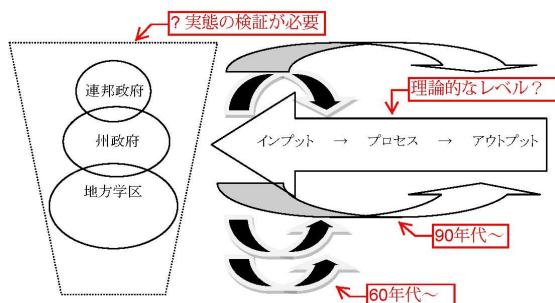 ? 実態の検証が必要
連邦政府
州政府
地方学区
理論的なレベル？
インプット → プロセス → アウトプット
90年代～
60年代～